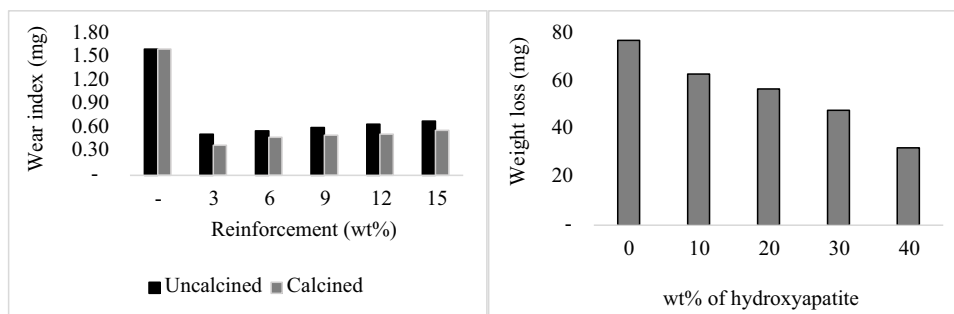 Wear index (mg)
1.80
1.50
1.20
0.90
0.60
0.30
-
- 3 6 9 12 15
Reinforcement (wt%)
Uncalcined Calcined
Weight loss (mg)
80
60
40
20
-
0 10 20 30 40
wt% of hydroxyapatite